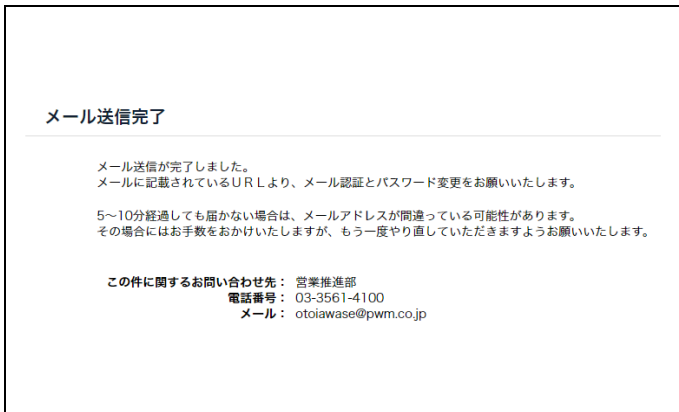 メール送信完了
メール送信が完了しました。
メールに記載されているＵＲＬより、メール認証とパスワード変更をお願いいたします。
5〜10分経過しても届かない場合は、メールアドレスが間違っている可能性があります。
その場合にはお手数をおかけいたしますが、もう一度やり直していただきますようお願いいたします。
この件に関するお問い合わせ先： 営業推進部
電話番号： 03-3561-4100
メール： otoiawase@pwm.co.jp